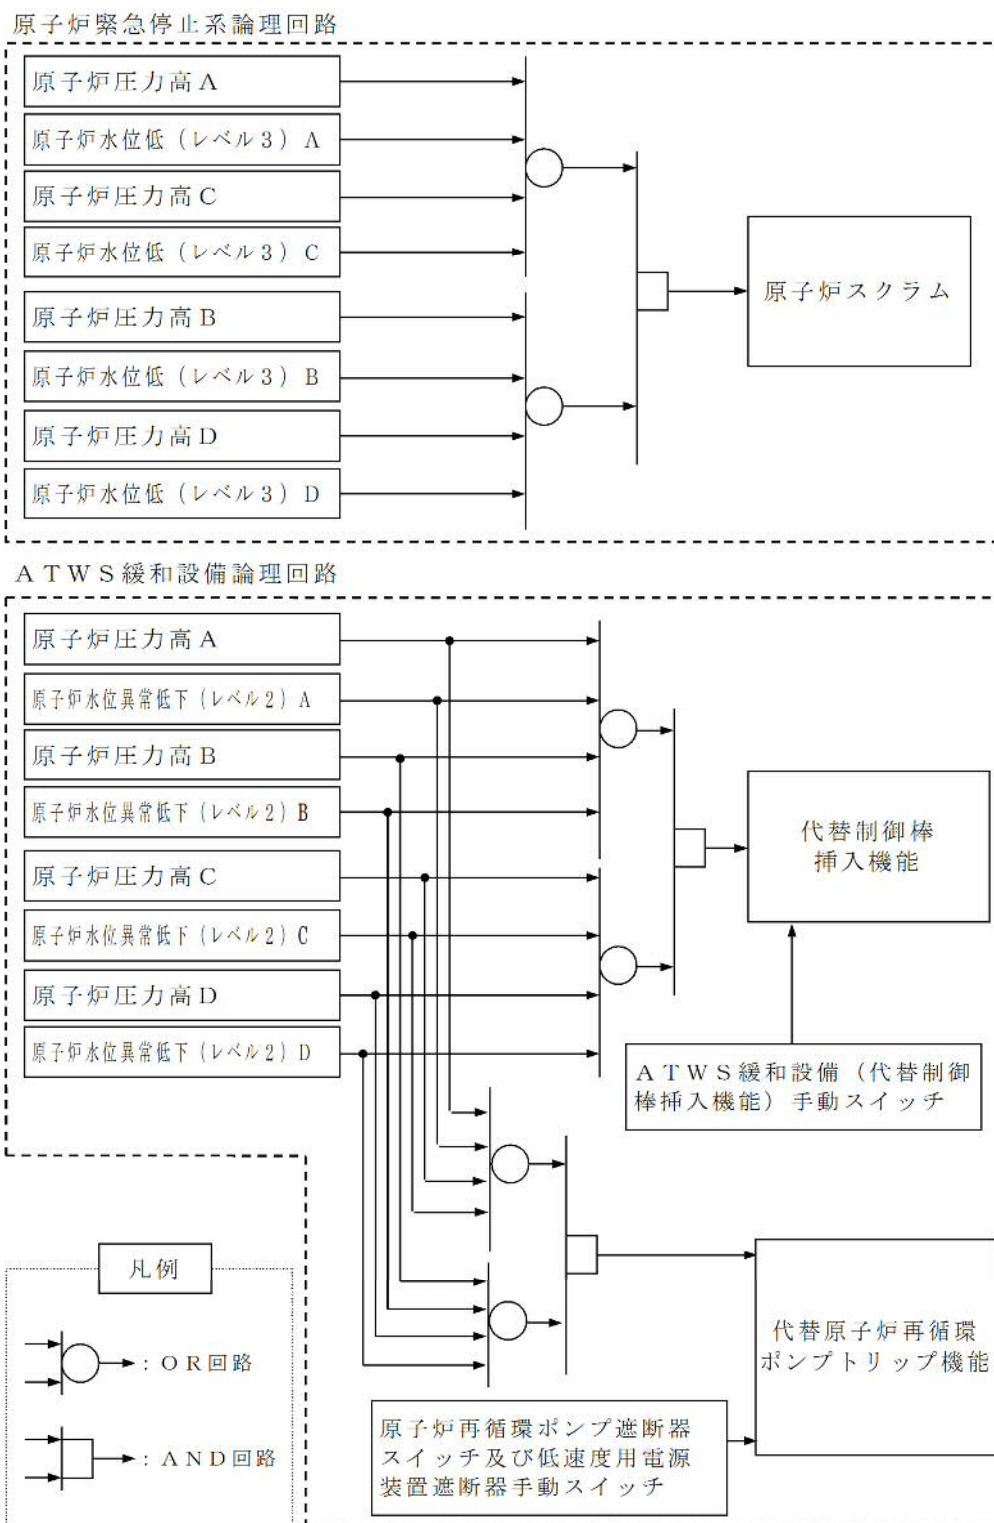 原子炉緊急停止系論理回路
原子炉圧力高A
原子炉水位低（レベル3）A
原子炉圧力高C
原子炉水位低（レベル3）C
原子炉圧力高B
原子炉水位低（レベル3）B
原子炉圧力高D
原子炉水位低（レベル3）D
原子炉スクラム
ATWS緩和設備論理回路
原子炉圧力高A
原子炉水位異常低下（レベル2）A
原子炉圧力高B
原子炉水位異常低下（レベル2）B
原子炉圧力高C
原子炉水位異常低下（レベル2）C
原子炉圧力高D
原子炉水位異常低下（レベル2）D
代替制御棒
挿入機能
ATWS緩和設備（代替制御
棒挿入機能）手動スイッチ
代替原子炉再循環
ポンプトリップ機能
原子炉再循環ポンプ遮断器
スイッチ及び低速度用電源
装置遮断器手動スイッチ
凡例
：OR回路
：AND回路